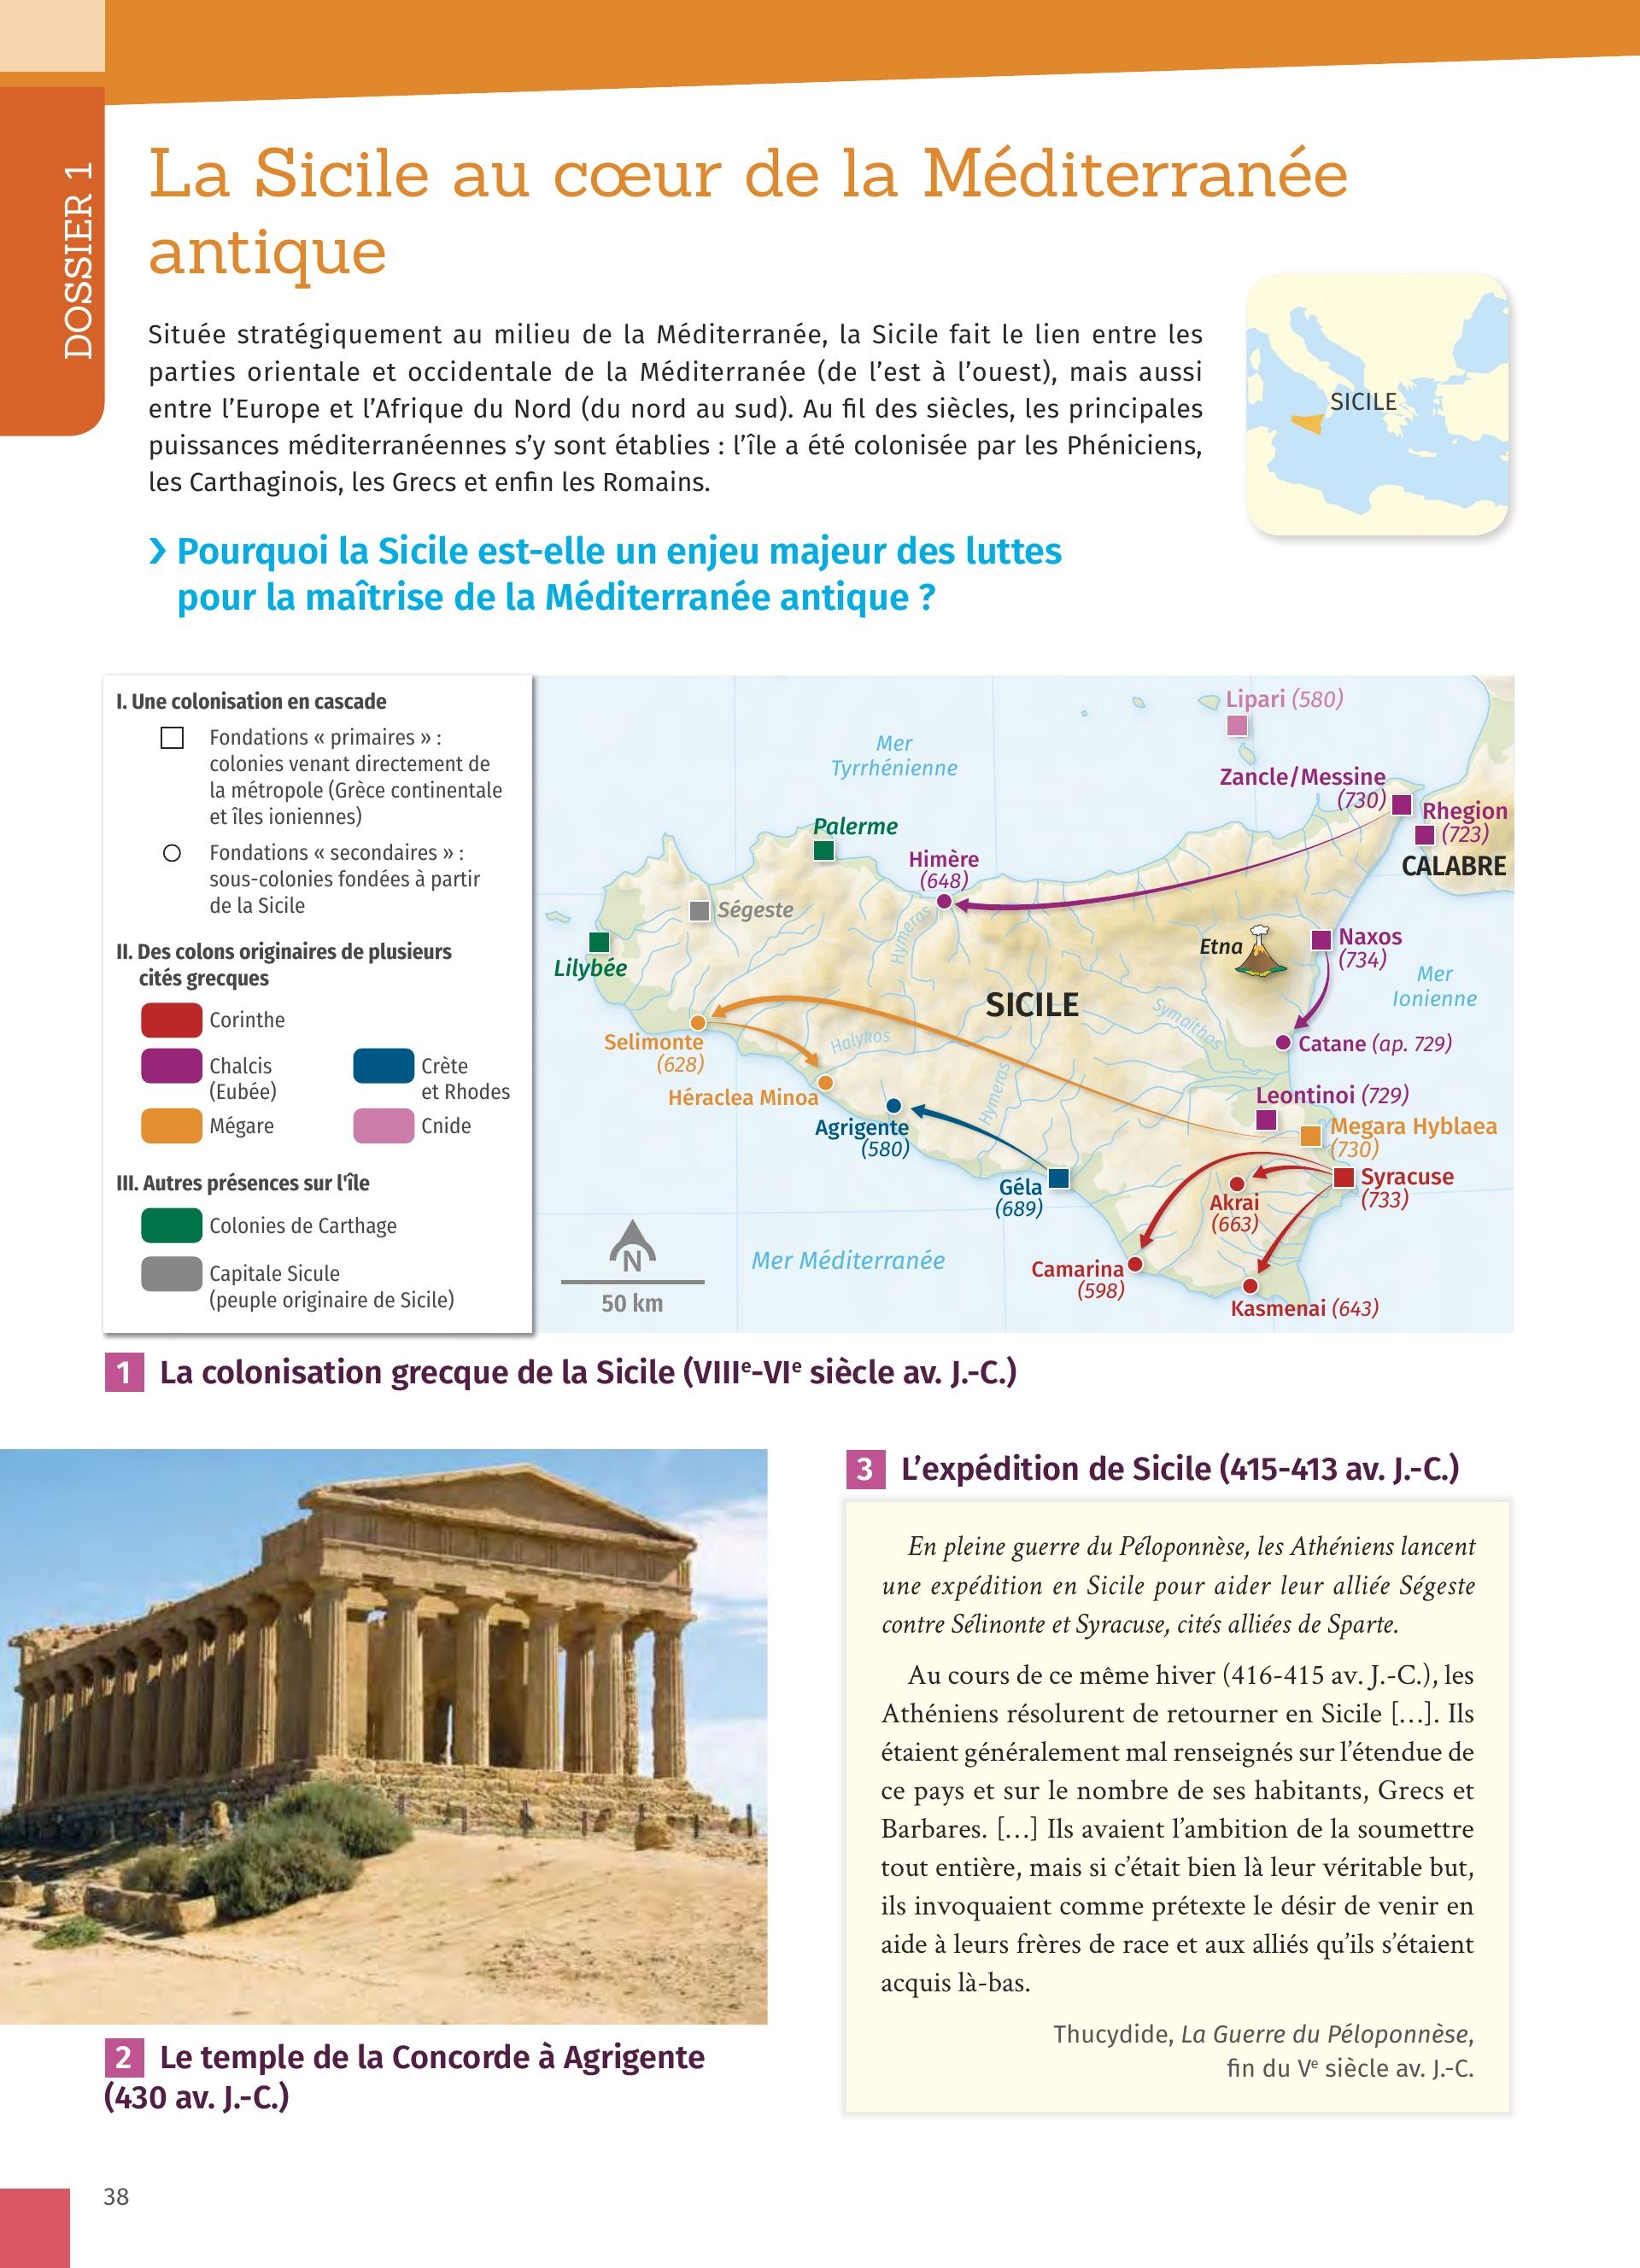 DOSSIER 1
La Sicile au cœur de la Méditerranée
antique
Située stratégiquement au milieu de la Méditerranée, la Sicile fait le lien entre les
parties orientale et occidentale de la Méditerranée (de l’est à l’ouest), mais aussi
entre l’Europe et l’Afrique du Nord (du nord au sud). Au fil des siècles, les principales
puissances méditerranéennes s’y sont établies : l’île a été colonisée par les Phéniciens,
les Carthaginois, les Grecs et enfin les Romains.
SICILE
❯ Pourquoi la Sicile est-elle un enjeu majeur des luttes
pour la maîtrise de la Méditerranée antique ?
I. Une colonisation en cascade
Fondations « primaires » :
colonies venant directement de
la métropole (Grèce continentale
et îles ioniennes)
Fondations « secondaires » :
sous-colonies fondées à partir
de la Sicile
II. Des colons originaires de plusieurs
cités grecques
Corinthe
Chalcis
(Eubée)
Crète
et Rhodes
Mégare
Cnide
III. Autres présences sur l'île
Colonies de Carthage
Capitale Sicule
(peuple originaire de Sicile)
Lipari (580)
Mer
Tyrrhénienne
Zancle/Messine
(730)
Rhegion
(723)
CALABRE
Palerme
Himère
(648)
Ségeste
Hymeras
Lilybée
Etna
Naxos
(734)
Mer
Ionienne
SICILE
Symaithos
Selimonte
(628)
Halykos
Catane (ap. 729)
Héraclea Minoa
Hymeras
Leontinoi (729)
Agrigente
(580)
Megara Hyblaea
(730)
Géla
(689)
Syracuse
(733)
Akrai
(663)
N
50 km
Mer Méditerranée
Camarina
(598)
Kasmenai (643)
1 La colonisation grecque de la Sicile (VIIIe-VIe siècle av. J.-C.)
2 Le temple de la Concorde à Agrigente
(430 av. J.-C.)
3 L’expédition de Sicile (415-413 av. J.-C.)
En pleine guerre du Péloponnèse, les Athéniens lancent
une expédition en Sicile pour aider leur alliée Ségeste
contre Sélinonte et Syracuse, cités alliées de Sparte.
Au cours de ce même hiver (416-415 av. J.-C.), les
Athéniens résolurent de retourner en Sicile […]. Ils
étaient généralement mal renseignés sur l’étendue de
ce pays et sur le nombre de ses habitants, Grecs et
Barbares. […] Ils avaient l’ambition de la soumettre
tout entière, mais si c’était bien là leur véritable but,
ils invoquaient comme prétexte le désir de venir en
aide à leurs frères de race et aux alliés qu’ils s’étaient
acquis là-bas.
Thucydide, La Guerre du Péloponnèse,
fin du Ve siècle av. J.-C.
38